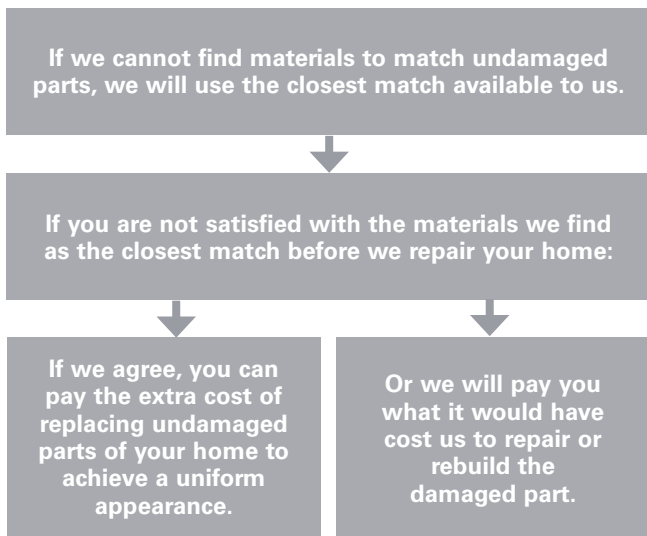 If we cannot find materials to match undamaged
parts, we will use the closest match available to us.
If you are not satisfied with the materials we find
as the closest match before we repair your home:
If we agree, you can
pay the extra cost of
replacing undamaged
parts of your home to
achieve a uniform
appearance.
Or we will pay you
what it would have
cost us to repair or
rebuild the
damaged part.